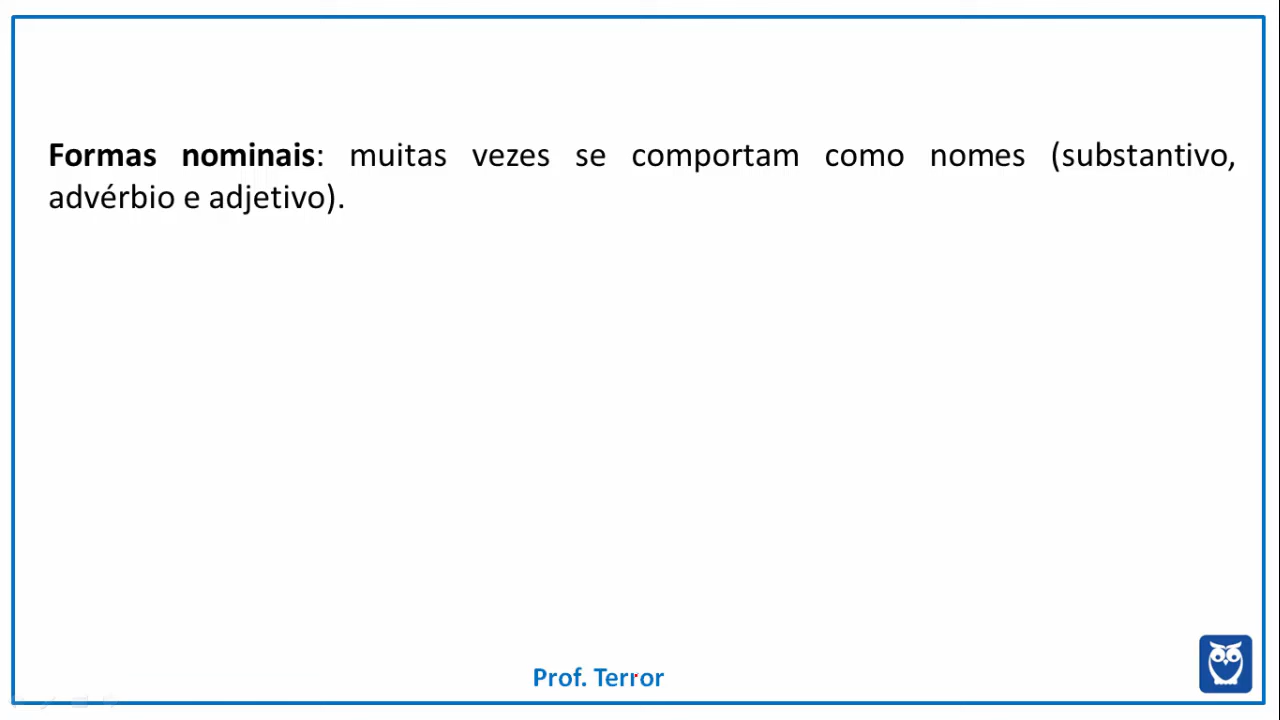 Formas nominais: muitas vezes se comportam como nomes (substantivo,
advérbio e adjetivo).
Prof. Terror